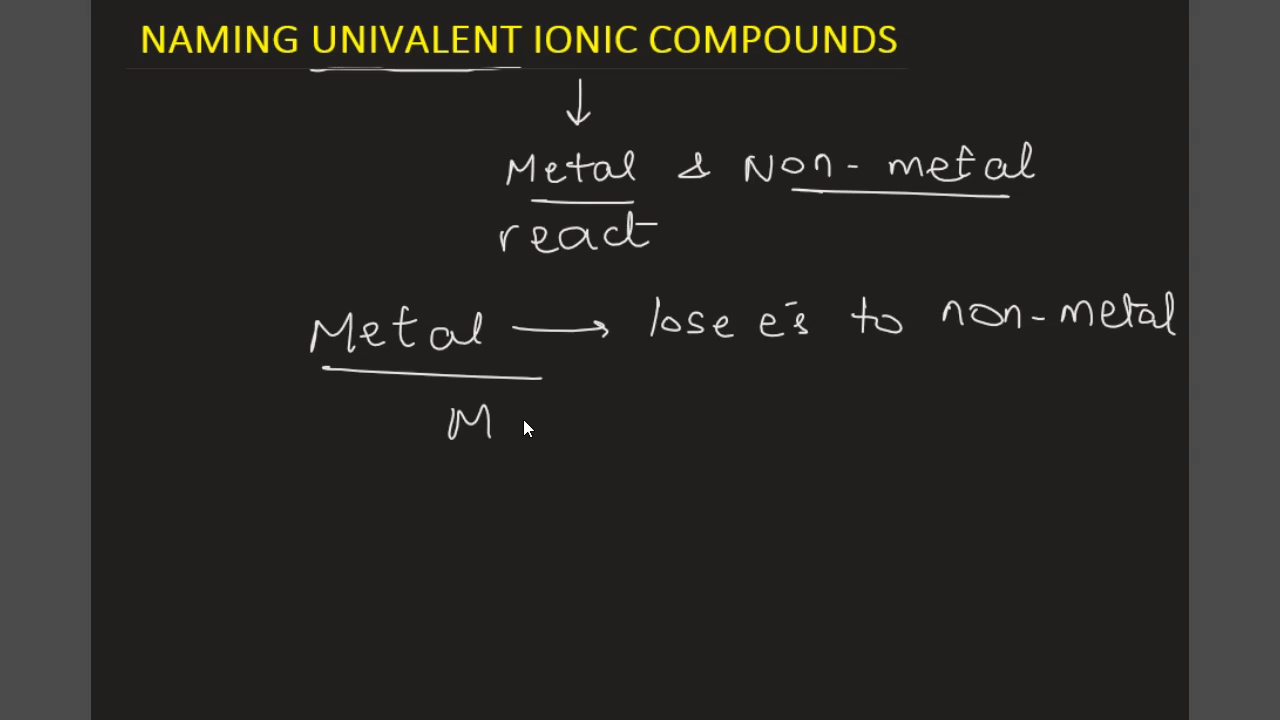 NAMING UNIVALENT IONIC COMPOUNDS
Metal & Non-metal
react
Metal → lose e⁻s to non-metal
M